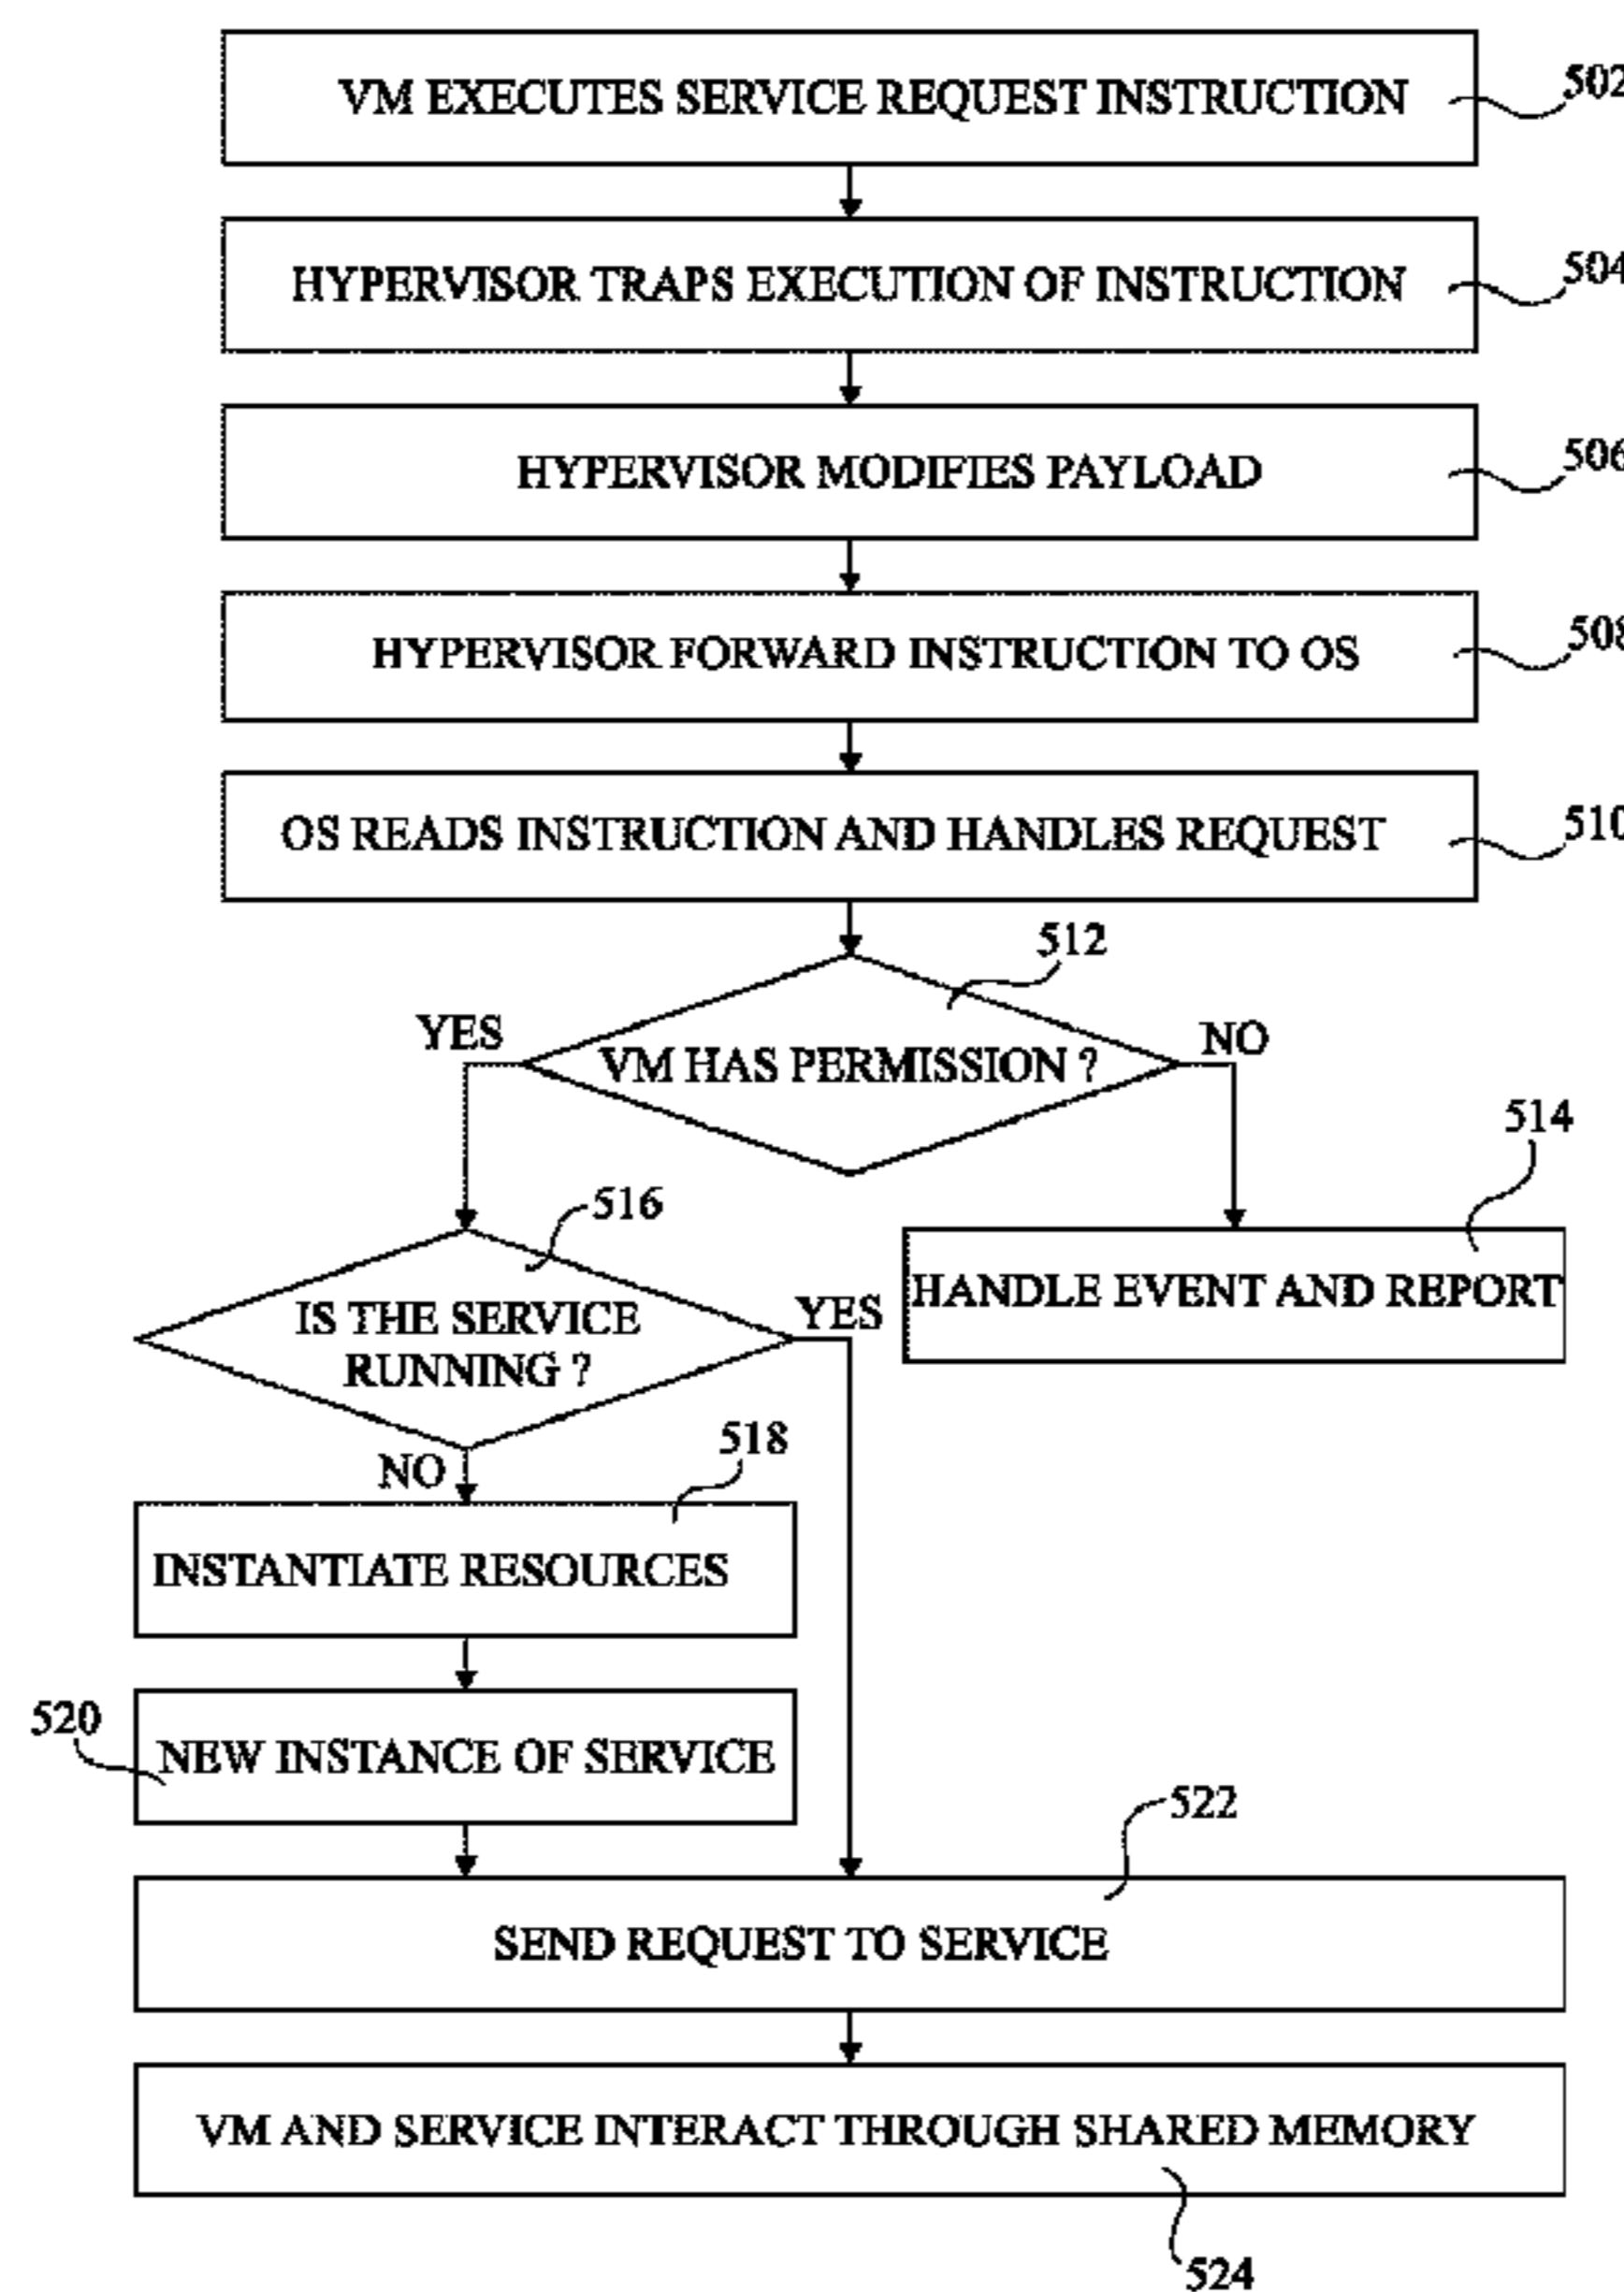 VM EXECUTES SERVICE REQUEST INSTRUCTION
502
HYPERVISOR TRAPS EXECUTION OF INSTRUCTION
504
HYPERVISOR MODIFIES PAYLOAD
506
HYPERVISOR FORWARD INSTRUCTION TO OS
508
OS READS INSTRUCTION AND HANDLES REQUEST
510
512
YES
VM HAS PERMISSION ?
NO
514
516
HANDLE EVENT AND REPORT
IS THE SERVICE
RUNNING ?
YES
NO
518
INSTANTIATE RESOURCES
520
NEW INSTANCE OF SERVICE
522
SEND REQUEST TO SERVICE
VM AND SERVICE INTERACT THROUGH SHARED MEMORY
524